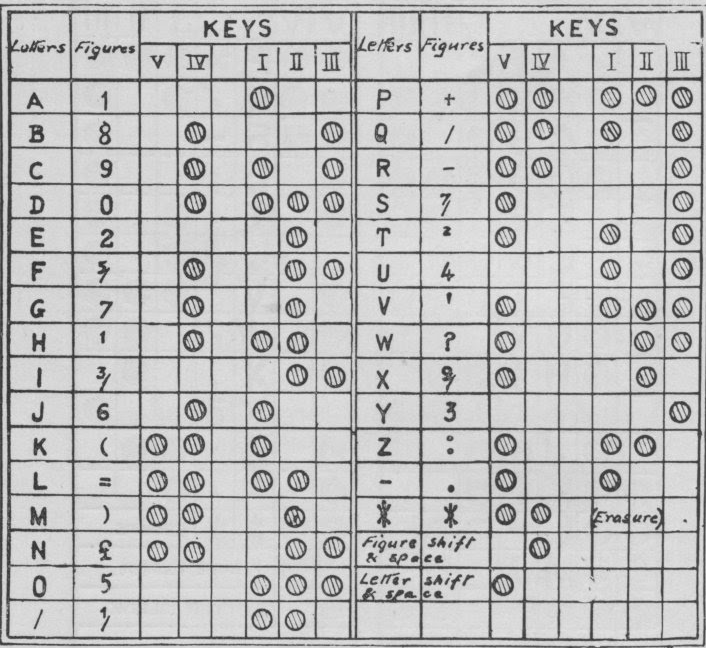 KEYS
Letters Figures V IV I II III
A 1
B 8
C 9
D 0
E 2
F 5/
G 7
H 1
I 3/
J 6
K (
L =
M )
N £
O 5
/ 1/
KEYS
Letters Figures V IV I II III
P +
Q /
R -
S 7/
T 2
U 4
V '
W ?
X 9/
Y 3
Z :
- .
* * (Erasure)
Figure shift
& space
Letter shift
& space